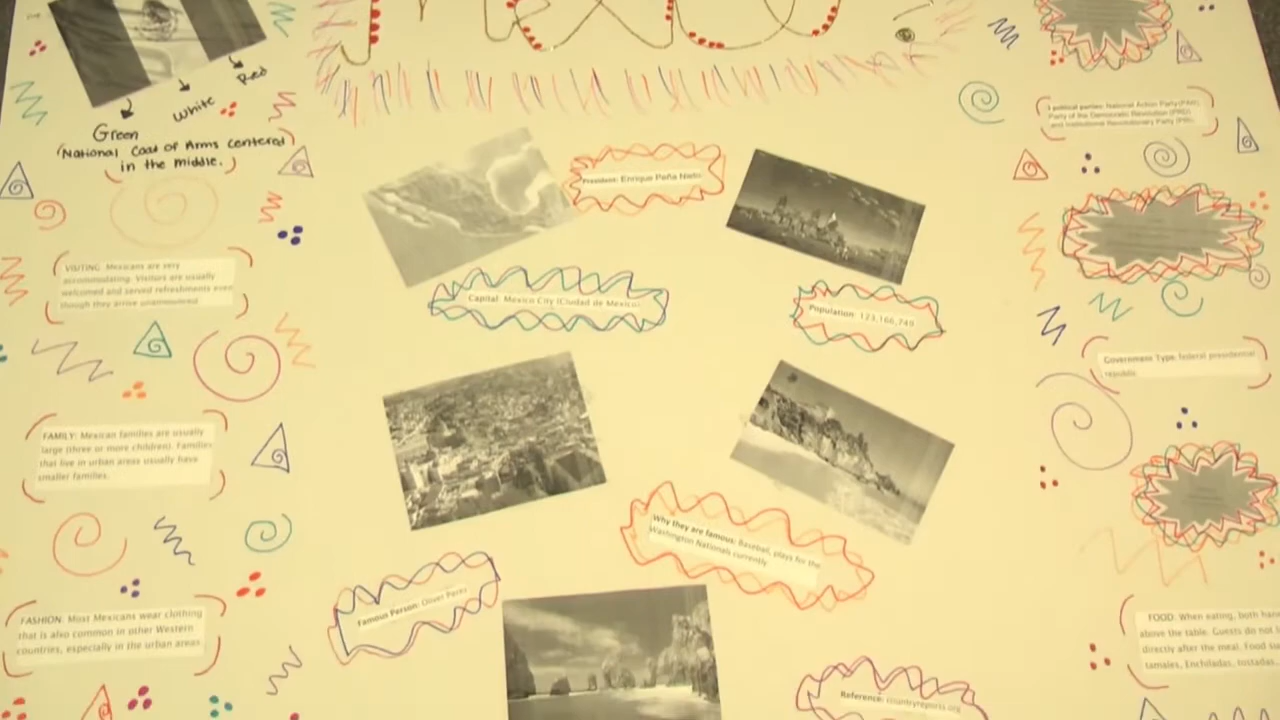 Mexico
Red
White
Green
(National Coat of Arms centered
in the middle.)
President: Enrique Peña Nieto
3 political parties: National Action Party (PAN),
Party of the Democratic Revolution (PRD)
and Institutional Revolutionary Party (PRI)
VISITING: Mexicans are very
accommodating. Visitors are usually
welcomed and served refreshments even
though they arrive unannounced.
Capital: Mexico City (Ciudad de Mexico)
Population: 123,166,749
Government Type: federal presidential
republic
FAMILY: Mexican families are usually
large (three or more children). Families
that live in urban areas usually have
smaller families.
Why they are famous: Baseball, plays for the
Washington Nationals currently
Famous Person: Oliver Perez
FASHION: Most Mexicans wear clothing
that is also common in other Western
countries, especially in the urban areas.
FOOD: When eating, both
above the table. Guests do not
directly after the meal. Food
tamales, Enchiladas, tostadas,
Reference: countryreports.org